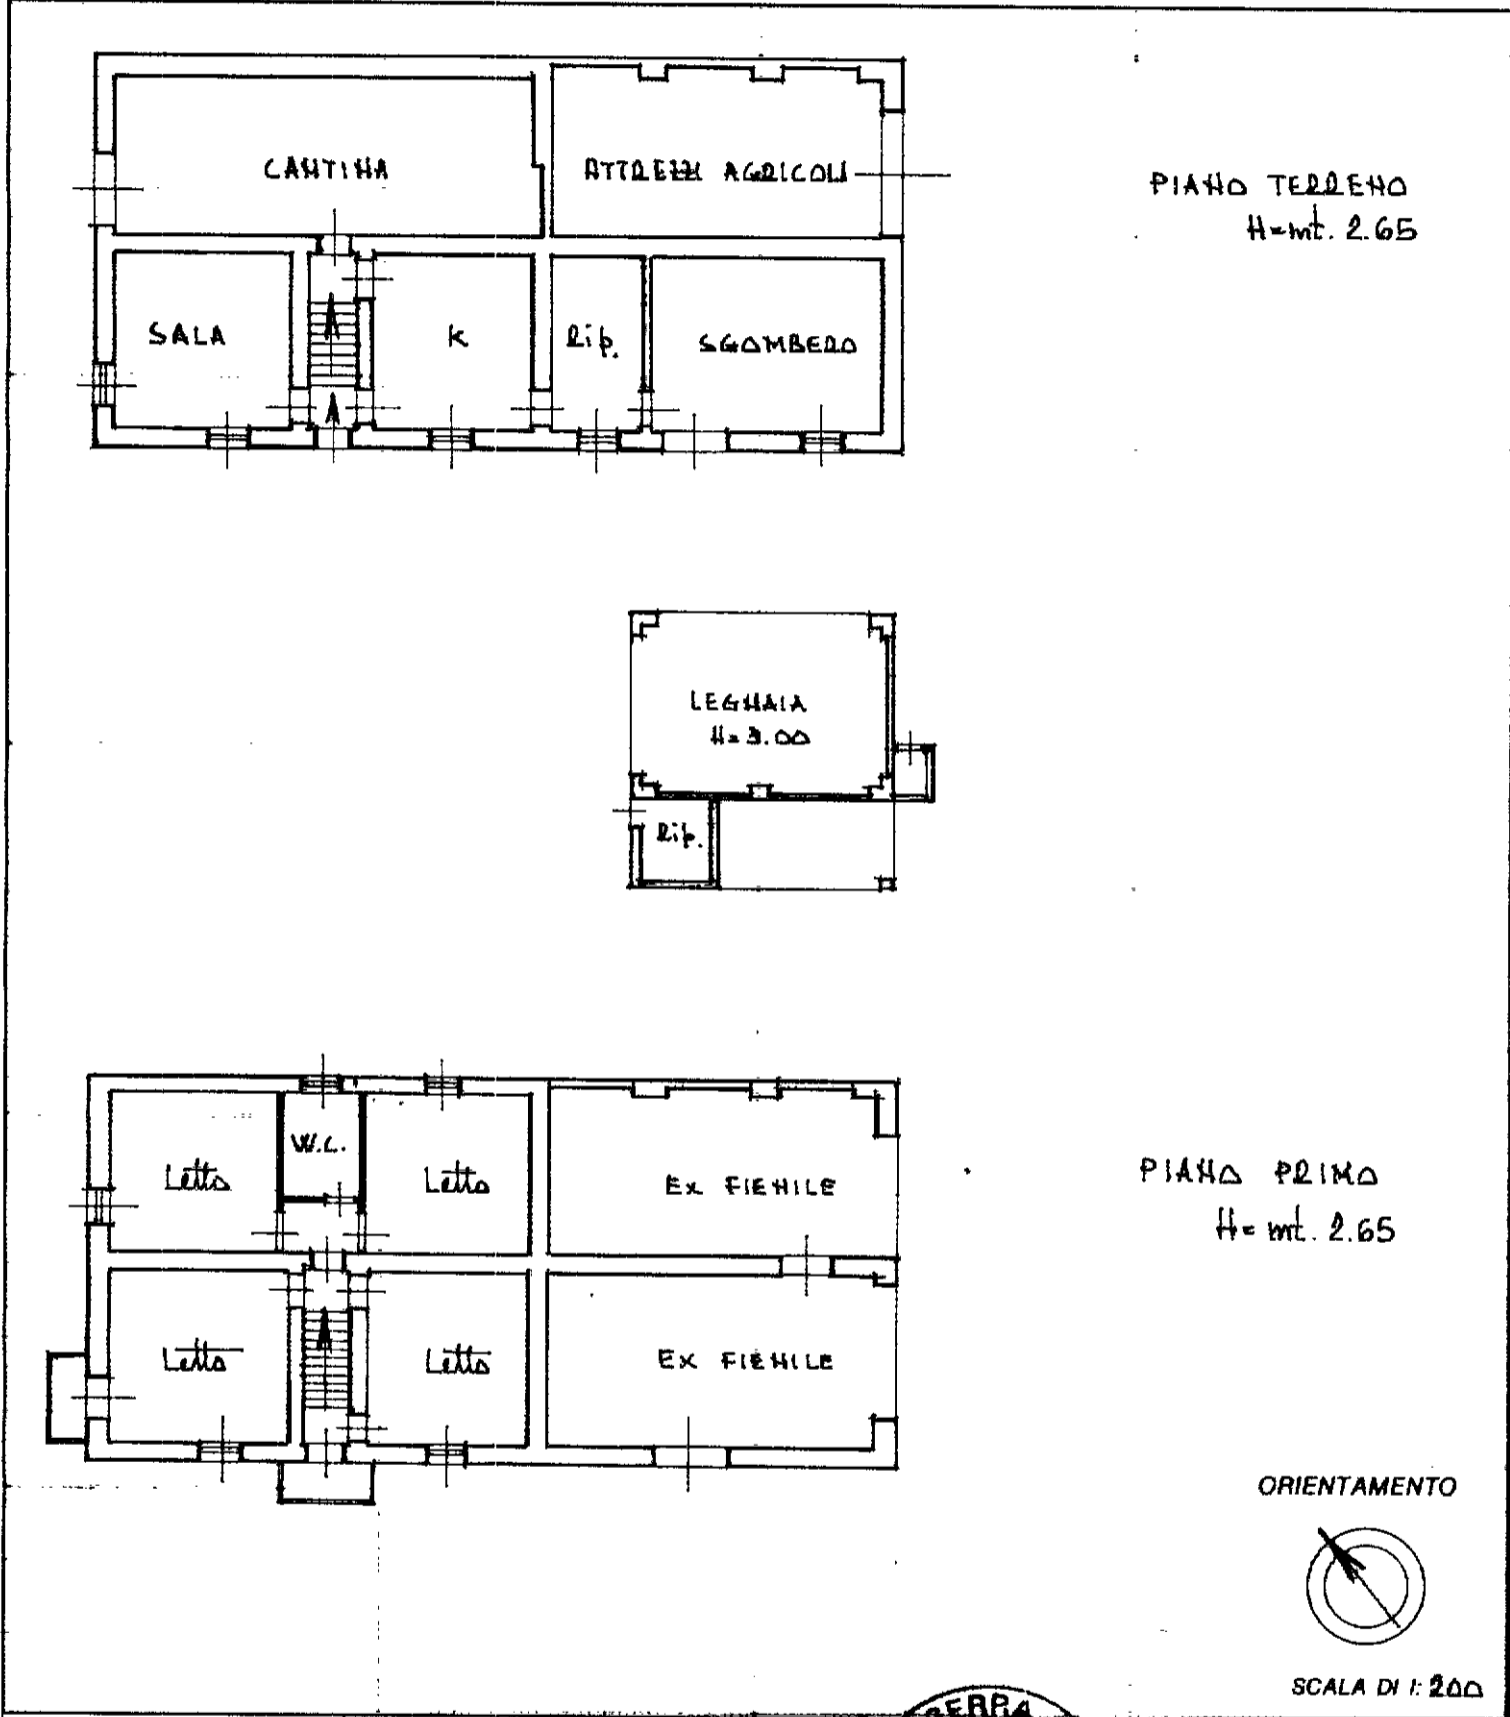 CANTINA
ATTREZZI AGRICOLI
PIANO TERRENO
H=mt. 2.65
SALA
K
Rip.
SGOMBERO
LEGNAIA
H=3.00
Rip.
W.C.
Letto
Letto
EX FIENILE
PIANO PRIMO
H=mt. 2.65
Letto
Letto
EX FIENILE
ORIENTAMENTO
SCALA DI 1:200
SERRA